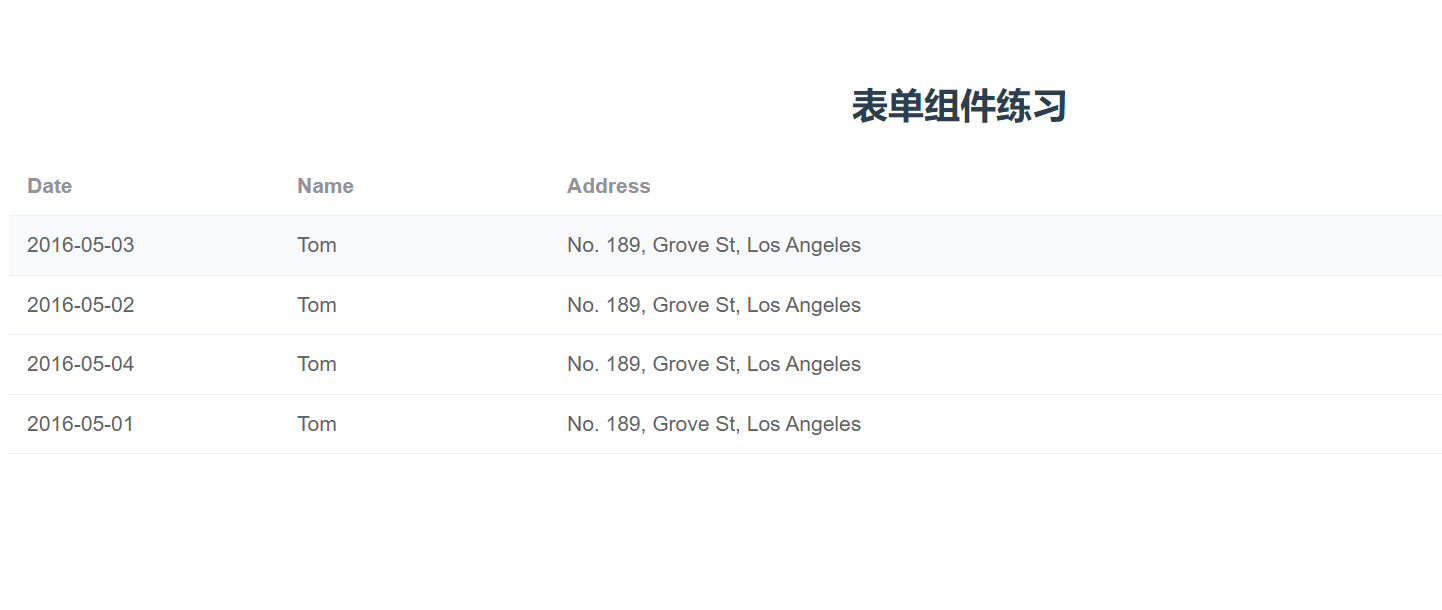 表单组件练习
Date Name Address
2016-05-03 Tom No. 189, Grove St, Los Angeles
2016-05-02 Tom No. 189, Grove St, Los Angeles
2016-05-04 Tom No. 189, Grove St, Los Angeles
2016-05-01 Tom No. 189, Grove St, Los Angeles